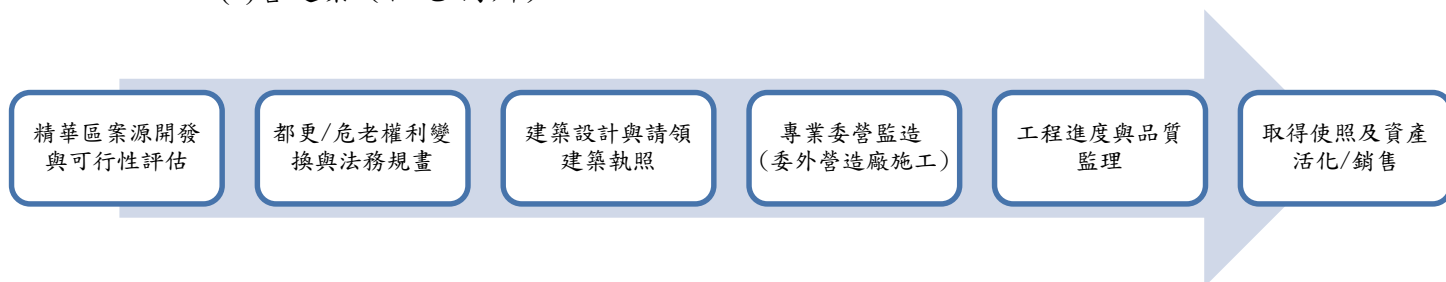 精華區案源開發
與可行性評估
都更/危老權利變
換與法務規畫
建築設計與請領
建築執照
專業委營監造
(委外營造廠施工)
工程進度與品質
監理
取得使照及資產
活化/銷售